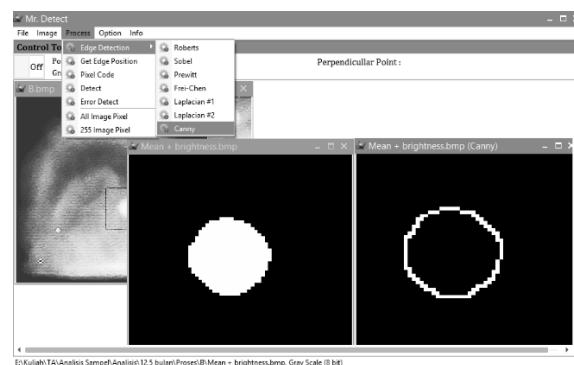 Mr. Detect
File Image Process Option Info
Control To
Edge Detection
Roberts
Off
Po
Gr
Get Edge Position
Sobel
Perpendicullar Point :
Pixel Code
Prewitt
Detect
Frei-Chen
B.bmp
Error Detect
Laplacian #1
All Image Pixel
Laplacian #2
255 Image Pixel
Canny
Mean + brightness.bmp
Mean + brightness.bmp (Canny)
E:\Kuliah\TA\Analisis Sampel\Analisis\12.5 bulan\Proses\B\Mean + brightness.bmp, Gray Scale (8 bit)